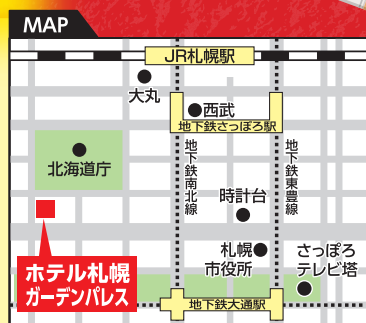 MAP
JR札幌駅
大丸
西武
地下鉄さっぽろ駅
北海道庁
地下鉄南北線
地下鉄東豊線
時計台
札幌
市役所
さっぽろ
テレビ塔
ホテル札幌
ガーデンパレス
地下鉄大通駅